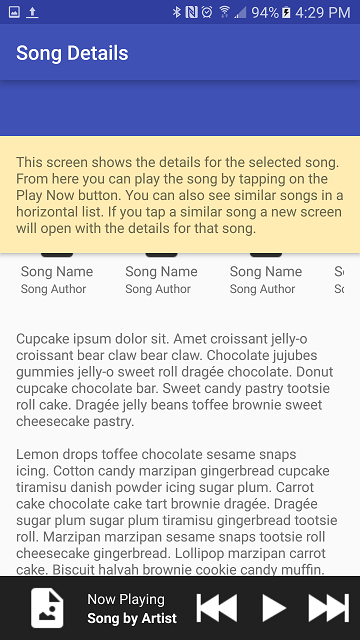 94% 4:29 PM
Song Details
This screen shows the details for the selected song.
From here you can play the song by tapping on the
Play Now button. You can also see similar songs in a
horizontal list. If you tap a similar song a new screen
will open with the details for that song.
Song Name Song Name Song Name S
Song Author Song Author Song Author Sc
Cupcake ipsum dolor sit. Amet croissant jelly-o
croissant bear claw bear claw. Chocolate jujubes
gummies jelly-o sweet roll dragée chocolate. Donut
cupcake chocolate bar. Sweet candy pastry tootsie
roll cake. Dragée jelly beans toffee brownie sweet
cheesecake pastry.
Lemon drops toffee chocolate sesame snaps
icing. Cotton candy marzipan gingerbread cupcake
tiramisu danish powder icing sugar plum. Carrot
cake chocolate cake tart brownie dragée. Dragée
sugar plum sugar plum tiramisu gingerbread tootsie
roll. Marzipan marzipan sesame snaps tootsie roll
cheesecake gingerbread. Lollipop marzipan carrot
cake. Biscuit halvah brownie cookie candy muffin.
Now Playing
Song by Artist